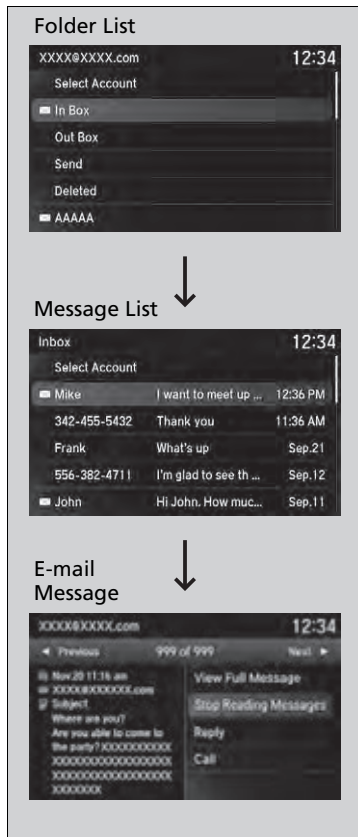 Folder List
XXXX@XXXX.com 12:34
Select Account
In Box
Out Box
Send
Deleted
AAAAA
Message List
Inbox 12:34
Select Account
Mike I want to meet up ... 12:36 PM
342-455-5432 Thank you 11:36 AM
Frank What's up Sep.21
556-382-4711 I'm glad to see th ... Sep.12
John Hi John. How muc... Sep.11
E-mail
Message
XXXX@XXXX.com 12:34
Previous 999 of 999 Next
Nov 20 11:16 am
XXXX@XXXXXX.com
Subject
Where are you?
Are you able to come to
the party? XXXXXXXXXX
XXXXXXXXXXXXXXXXX
XXXXXXXXXXXXXXXXX
XXXXXXX
View Full Message
Stop Reading Messages
Reply
Call